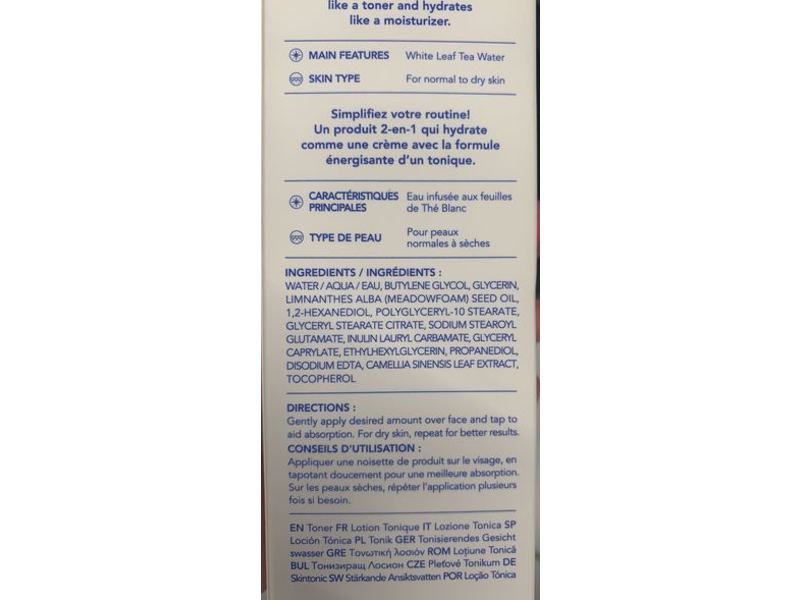 like a toner and hydrates
like a moisturizer.
MAIN FEATURES White Leaf Tea Water
SKIN TYPE For normal to dry skin
Simplifiez votre routine!
Un produit 2-en-1 qui hydrate
comme une crème avec la formule
énergisante d'un tonique.
CARACTÉRISTIQUES PRINCIPALES Eau infusée aux feuilles
de Thé Blanc
TYPE DE PEAU Pour peaux
normales à sèches
INGREDIENTS / INGRÉDIENTS :
WATER / AQUA / EAU, BUTYLENE GLYCOL, GLYCERIN,
LIMNANTHES ALBA (MEADOWFOAM) SEED OIL,
1,2-HEXANEDIOL, POLYGLYCERYL-10 STEARATE,
GLYCERYL STEARATE CITRATE, SODIUM STEAROYL
GLUTAMATE, INULIN LAURYL CARBAMATE, GLYCERYL
CAPRYLATE, ETHYLHEXYLGLYCERIN, PROPANEDIOL,
DISODIUM EDTA, CAMELLIA SINENSIS LEAF EXTRACT,
TOCOPHEROL
DIRECTIONS :
Gently apply desired amount over face and tap to
aid absorption. For dry skin, repeat for better results.
CONSEILS D'UTILISATION :
Appliquer une noisette de produit sur le visage, en
tapotant doucement pour une meilleure absorption.
Sur les peaux sèches, répéter l'application plusieurs
fois si besoin.
EN Toner FR Lotion Tonique IT Lozione Tonica SP
Loción Tónica PL Tonik GER Tonisierendes Gesicht
swasser GRE Τονωτική λοσιόν ROM Loțiune Tonică
BUL Тонизиращ Лосион CZE Pleťové Tonikum DE
Skintonic SW Stärkande Ansiktsvatten POR Loção Tónica